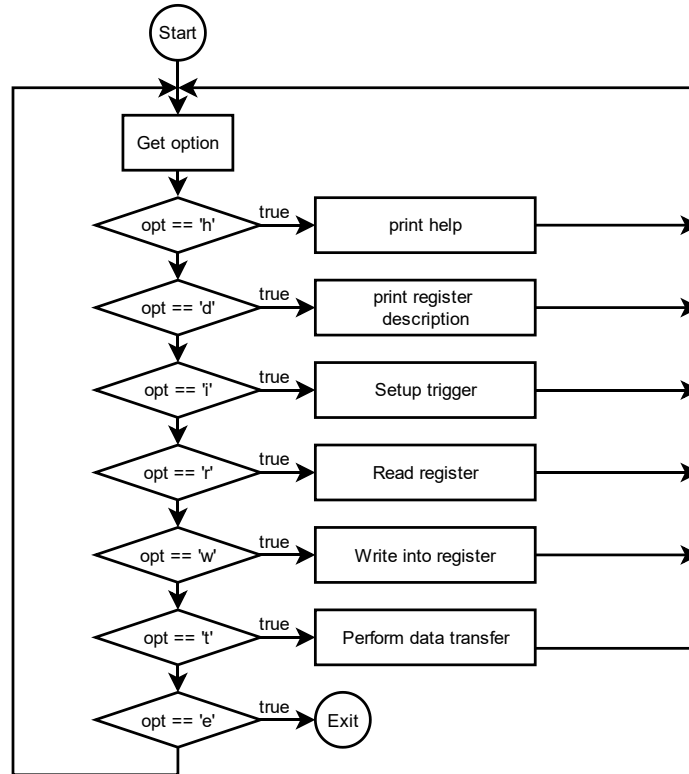 Start
Get option
opt == 'h'
true
print help
opt == 'd'
true
print register
description
opt == 'i'
true
Setup trigger
opt == 'r'
true
Read register
opt == 'w'
true
Write into register
opt == 't'
true
Perform data transfer
opt == 'e'
true
Exit